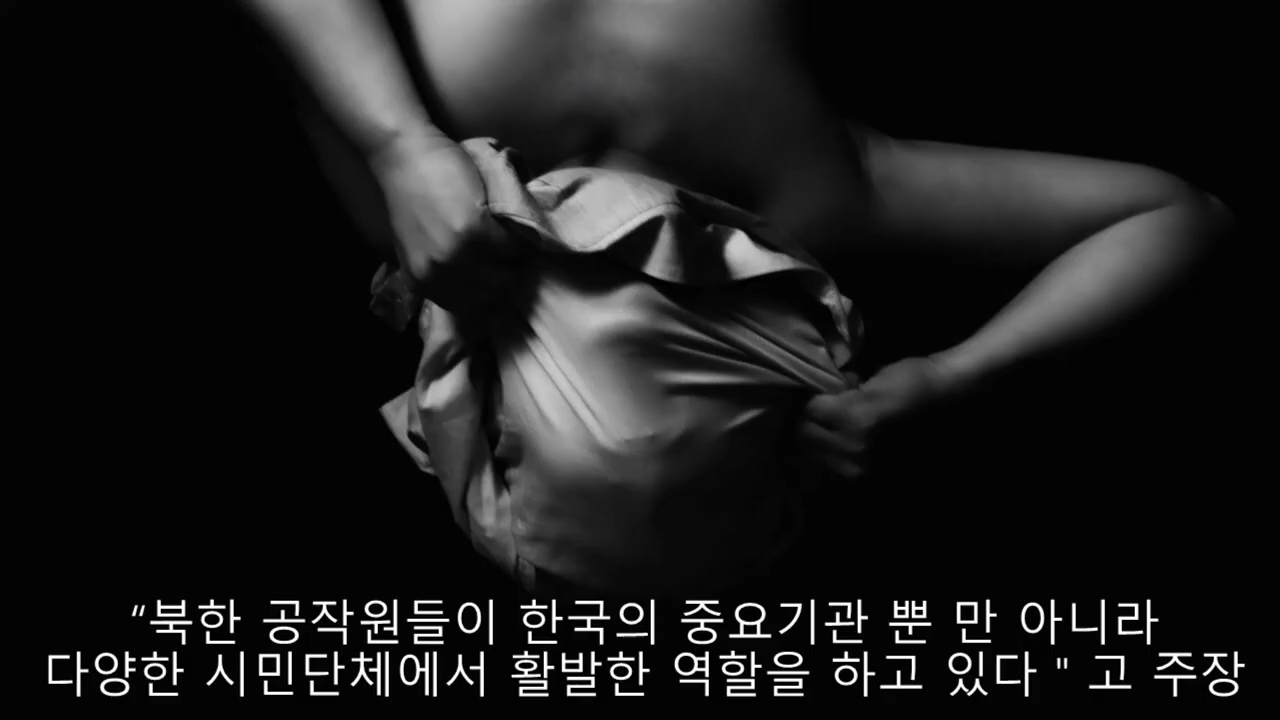 “북한 공작원들이 한국의 중요기관 뿐 만 아니라
다양한 시민단체에서 활발한 역할을 하고 있다 " 고 주장